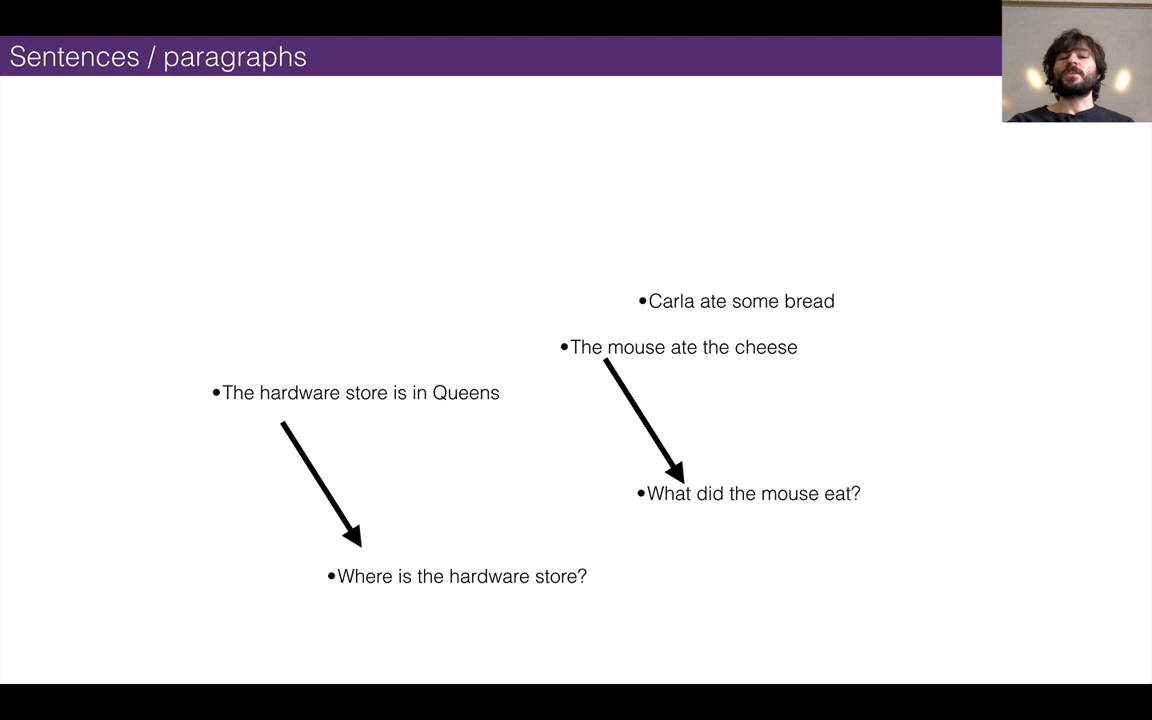 Sentences / paragraphs
•Carla ate some bread
•The mouse ate the cheese
•The hardware store is in Queens
•What did the mouse eat?
•Where is the hardware store?